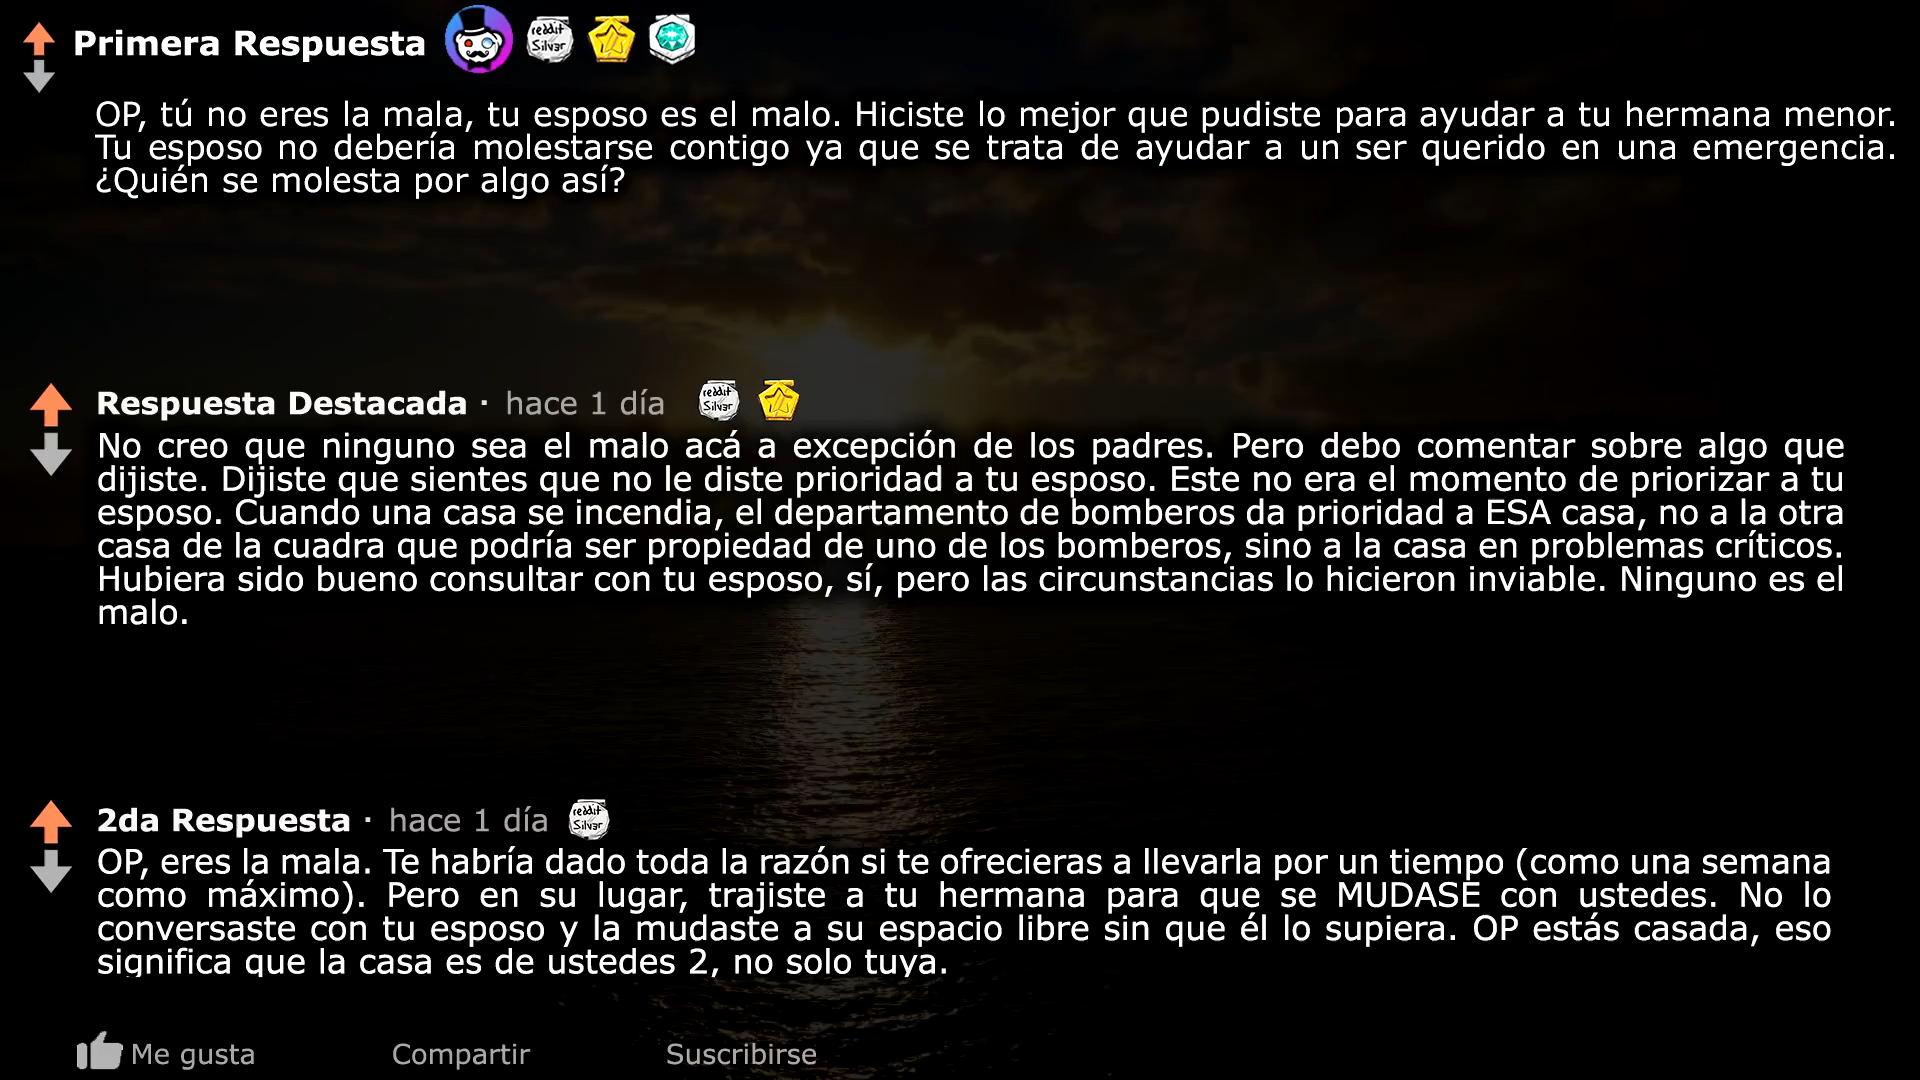 Primera Respuesta reddit Silver
OP, tú no eres la mala, tu esposo es el malo. Hiciste lo mejor que pudiste para ayudar a tu hermana menor.
Tu esposo no debería molestarse contigo ya que se trata de ayudar a un ser querido en una emergencia.
¿Quién se molesta por algo así?
Respuesta Destacada · hace 1 día reddit Silver
No creo que ninguno sea el malo acá a excepción de los padres. Pero debo comentar sobre algo que
dijiste. Dijiste que sientes que no le diste prioridad a tu esposo. Este no era el momento de priorizar a tu
esposo. Cuando una casa se incendia, el departamento de bomberos da prioridad a ESA casa, no a la otra
casa de la cuadra que podría ser propiedad de uno de los bomberos, sino a la casa en problemas críticos.
Hubiera sido bueno consultar con tu esposo, sí, pero las circunstancias lo hicieron inviable. Ninguno es el
malo.
2da Respuesta · hace 1 día reddit Silver
OP, eres la mala. Te habría dado toda la razón si te ofrecieras a llevarla por un tiempo (como una semana
como máximo). Pero en su lugar, trajiste a tu hermana para que se MUDASE con ustedes. No lo
conversaste con tu esposo y la mudaste a su espacio libre sin que él lo supiera. OP estás casada, eso
significa que la casa es de ustedes 2, no solo tuya.
Me gusta Compartir Suscribirse